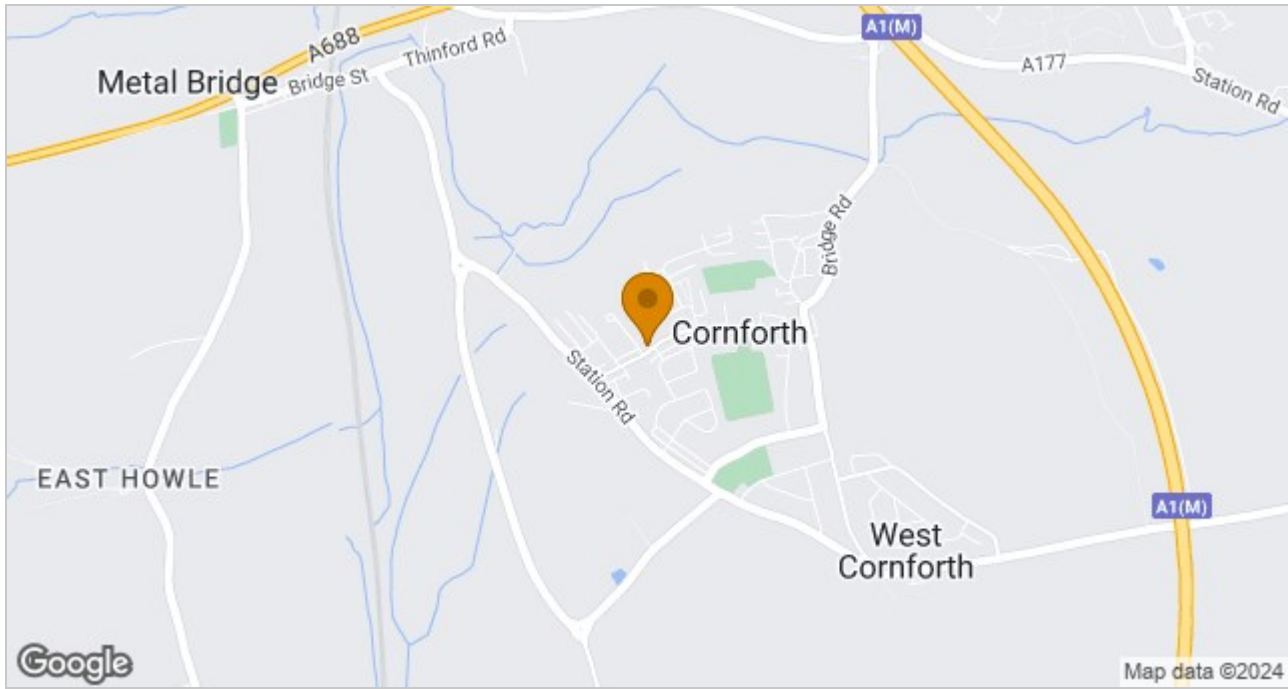 A1(M)
A688
Thinford Rd
A177
Metal Bridge
Bridge St
Station Rd
Bridge Rd
Cornforth
Station Rd
EAST HOWLE
A1(M)
West
Cornforth
Google
Map data ©2024